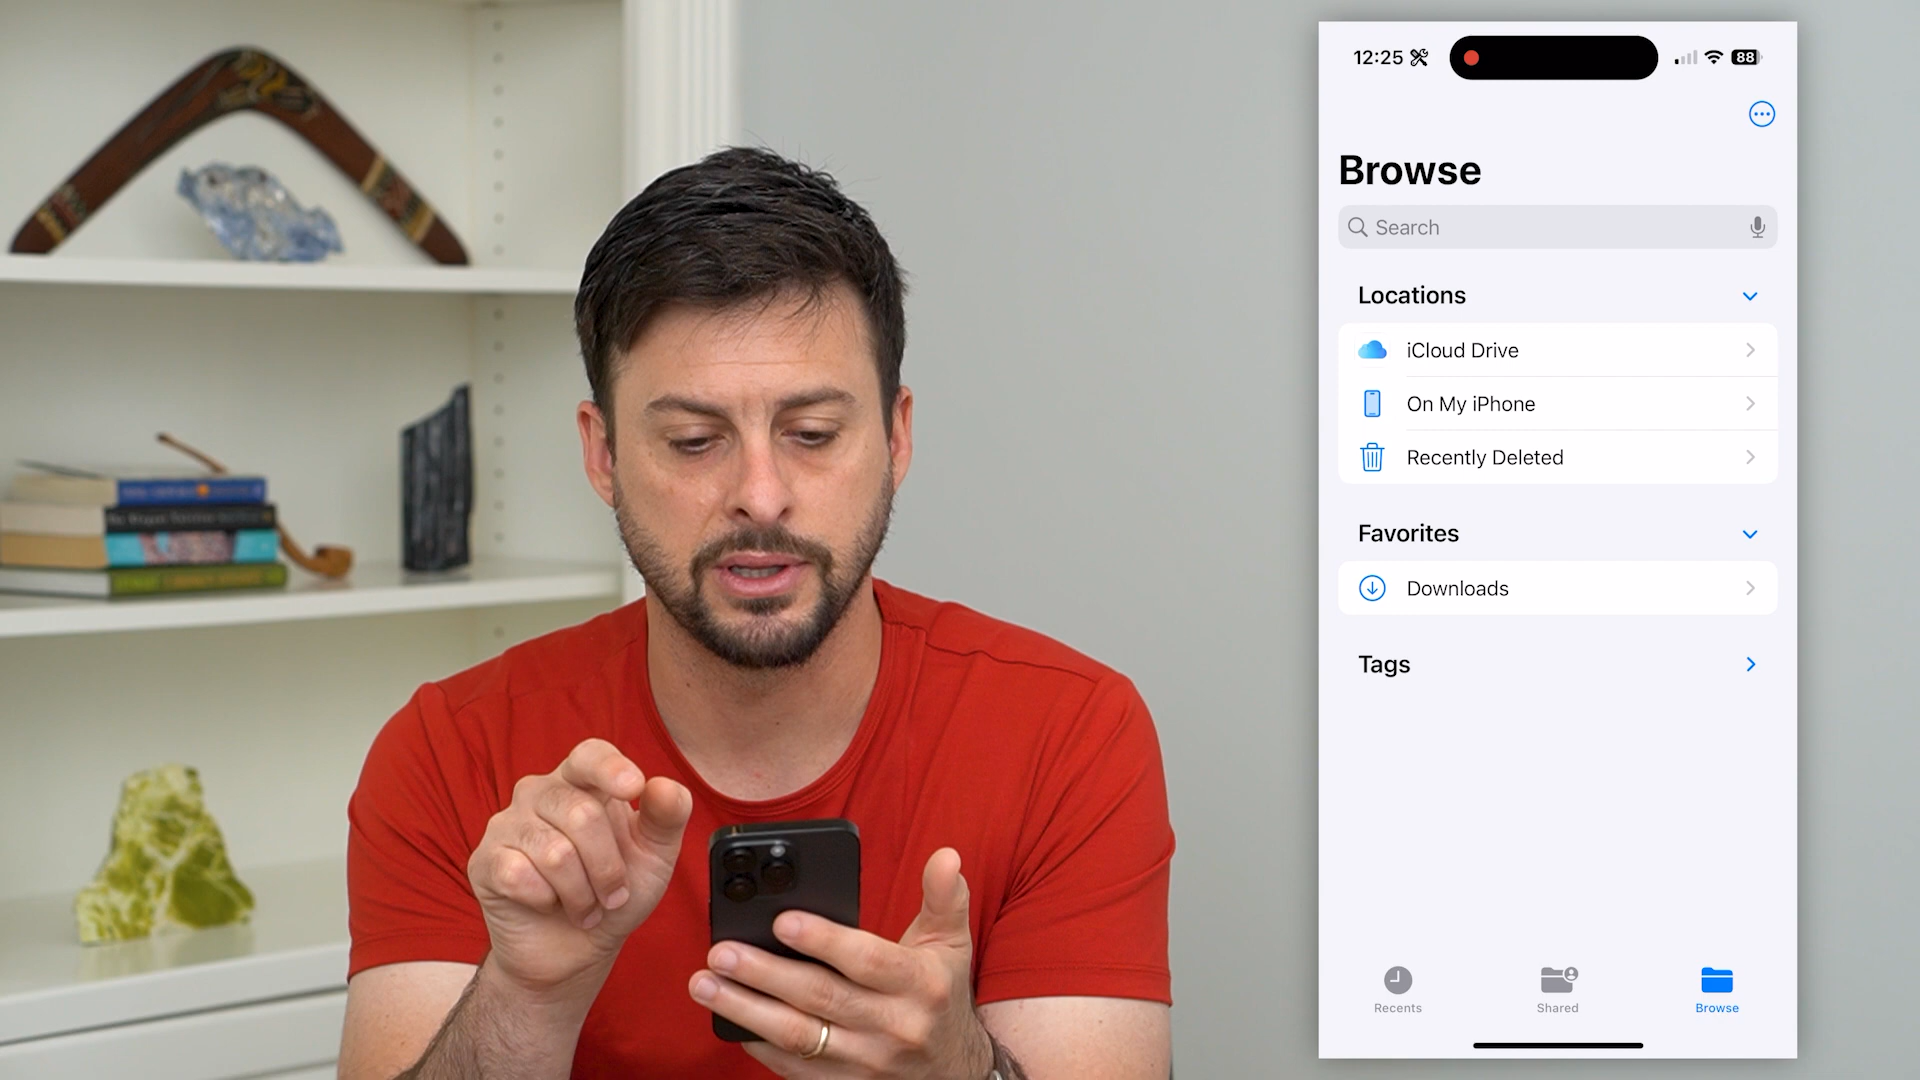 12:25
88
Browse
Search
Locations
iCloud Drive
On My iPhone
Recently Deleted
Favorites
Downloads
Tags
Recents
Shared
Browse